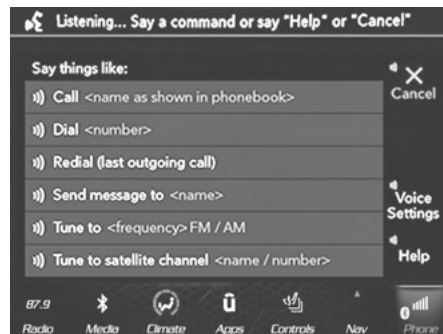 Listening... Say a command or say "Help" or "Cancel"
Say things like:
Call <name as shown in phonebook>
Cancel
Dial <number>
Redial (last outgoing call)
Send message to <name>
Voice
Settings
Tune to <frequency> FM / AM
Tune to satellite channel <name / number>
Help
87.9
Radio
Media
Climate
Apps
Controls
Nav
Phone